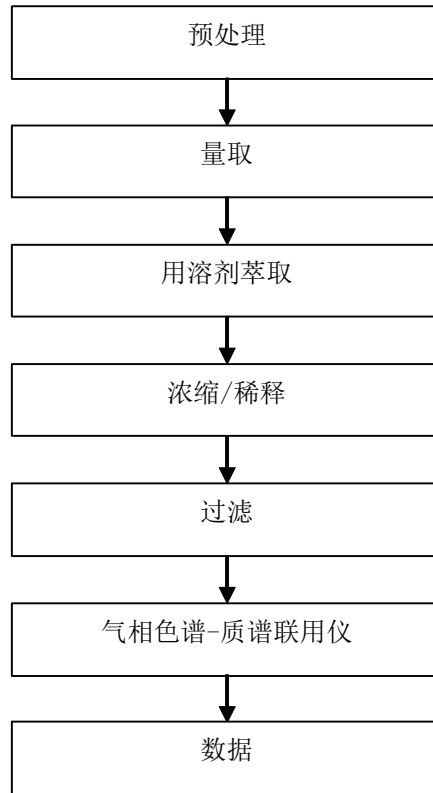 预处理
量取
用溶剂萃取
浓缩/稀释
过滤
气相色谱-质谱联用仪
数据